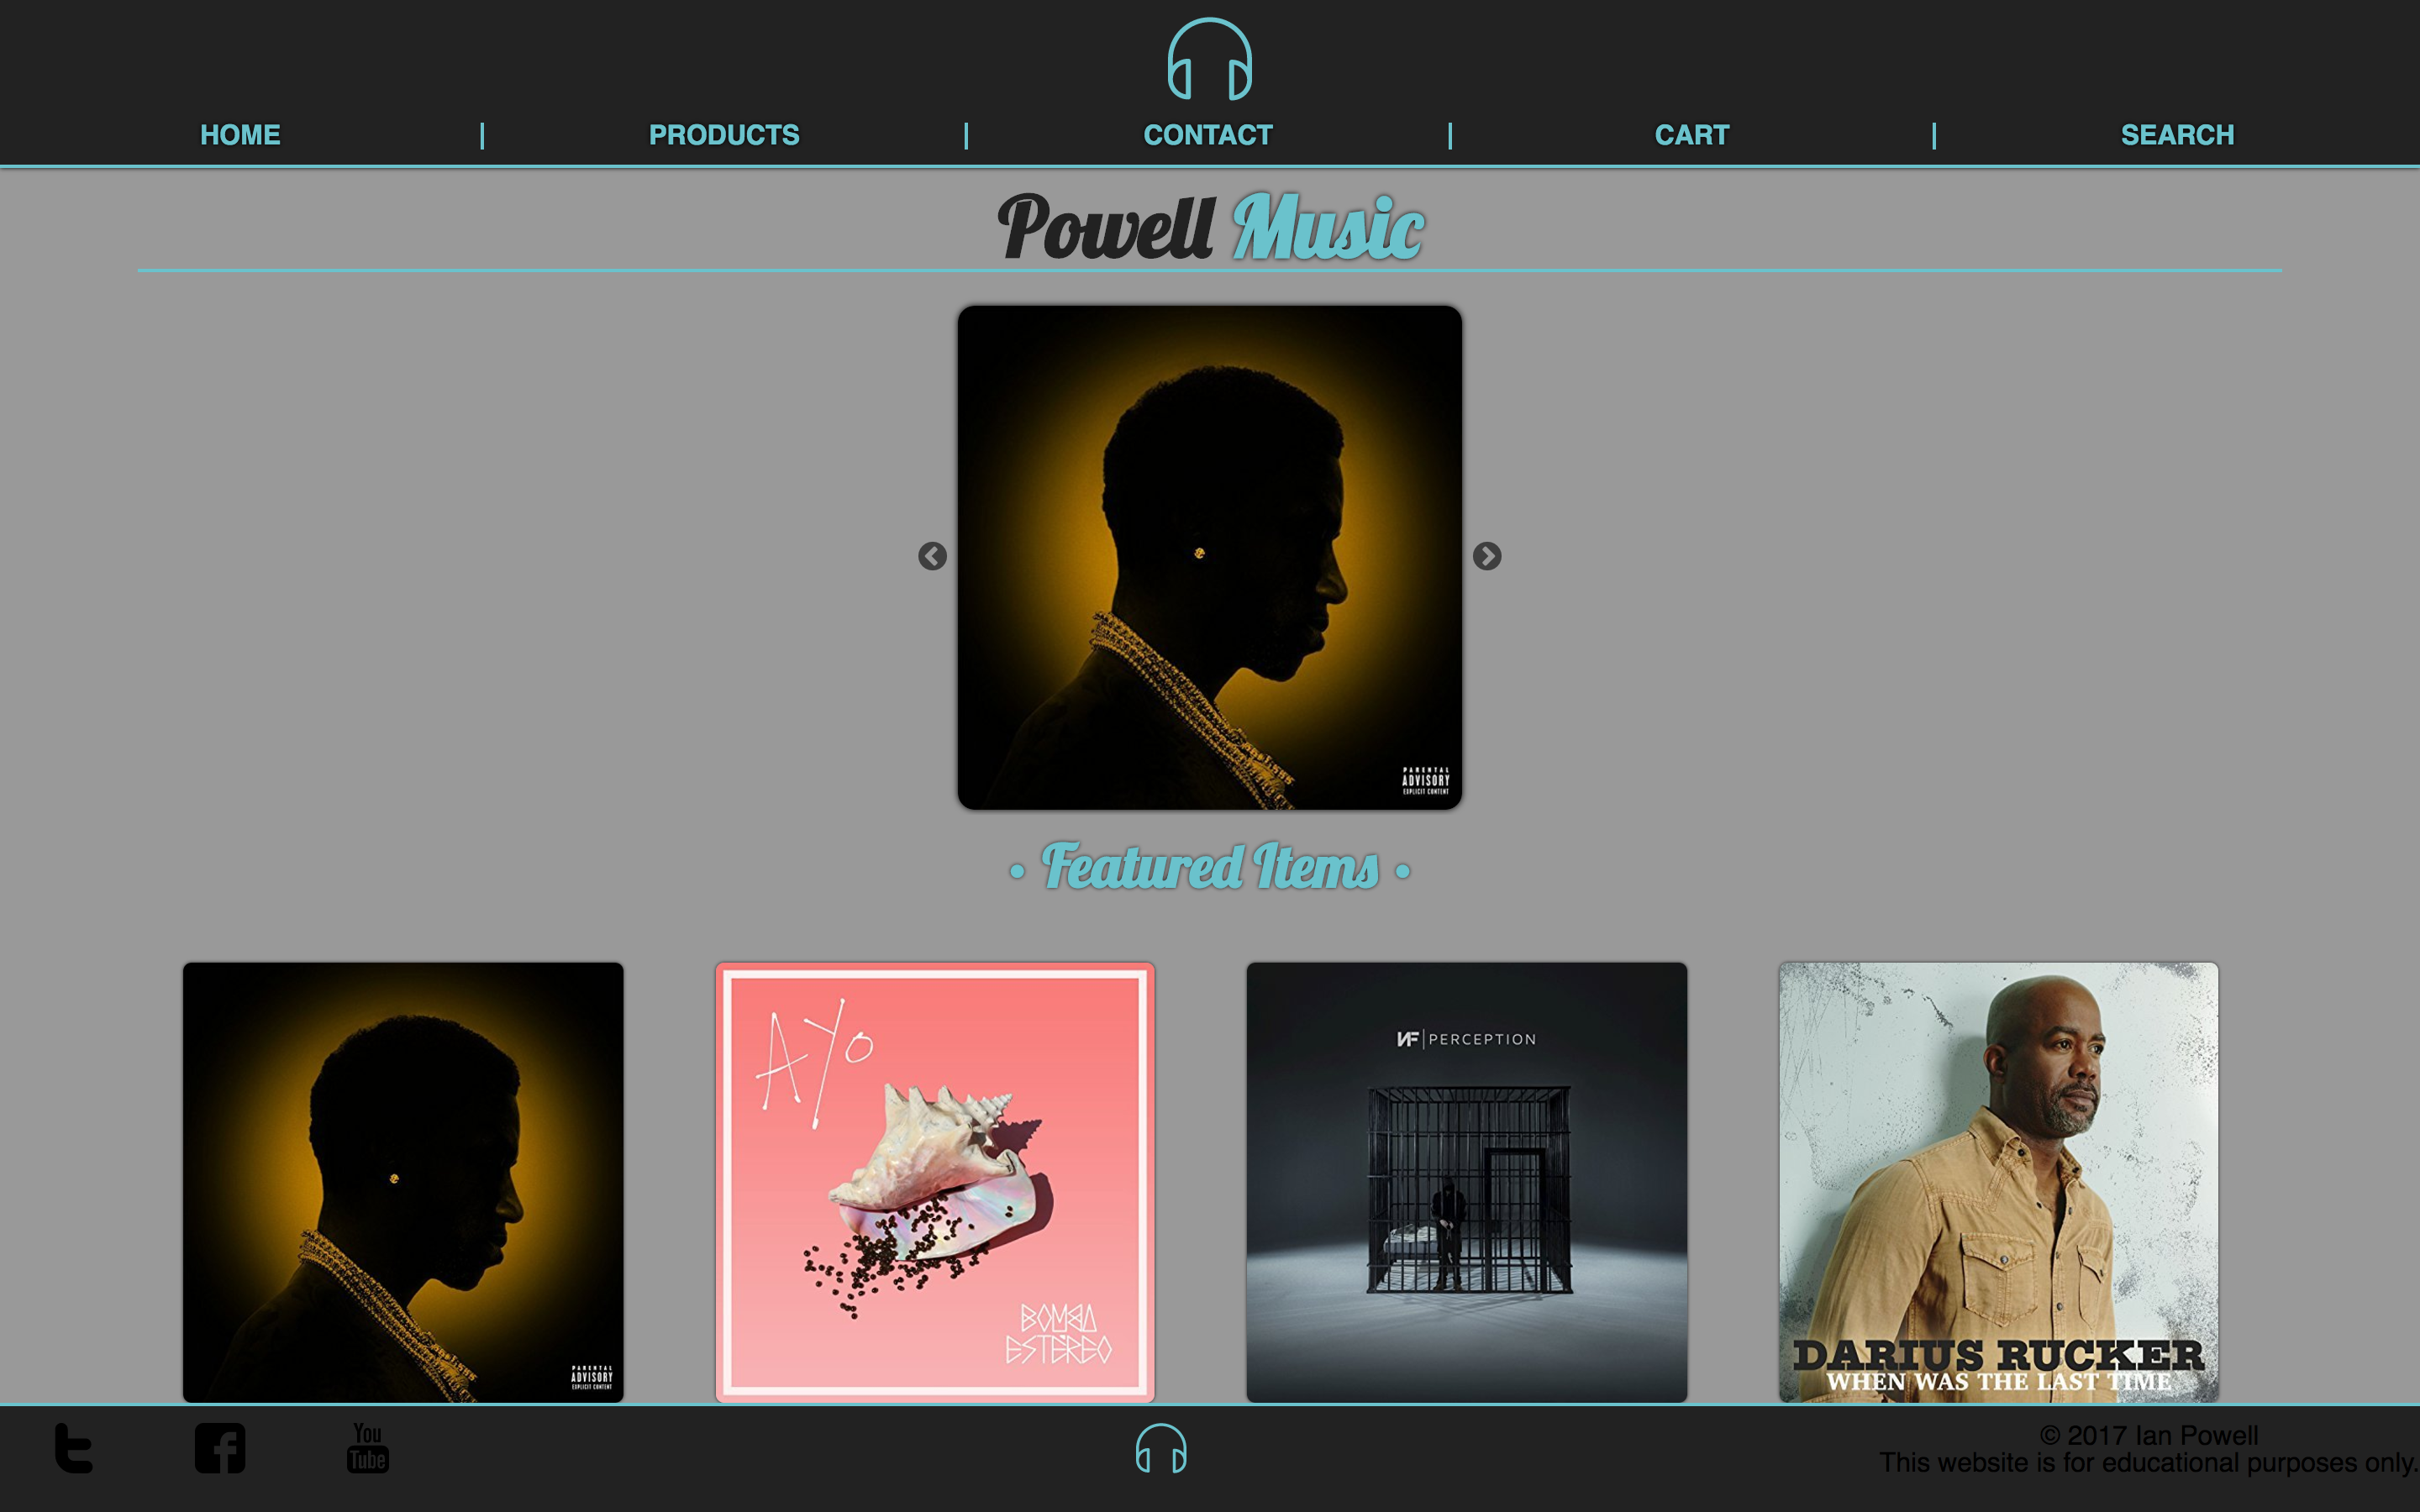 HOME | PRODUCTS | CONTACT | CART | SEARCH
Powell Music
PARENTAL
ADVISORY
EXPLICIT CONTENT
• Featured Items •
PARENTAL
ADVISORY
EXPLICIT CONTENT
AYo
BOMBA
ESTÉREO
NF | PERCEPTION
DARIUS RUCKER
WHEN WAS THE LAST TIME
You
Tube
© 2017 Ian Powell
This website is for educational purposes only.